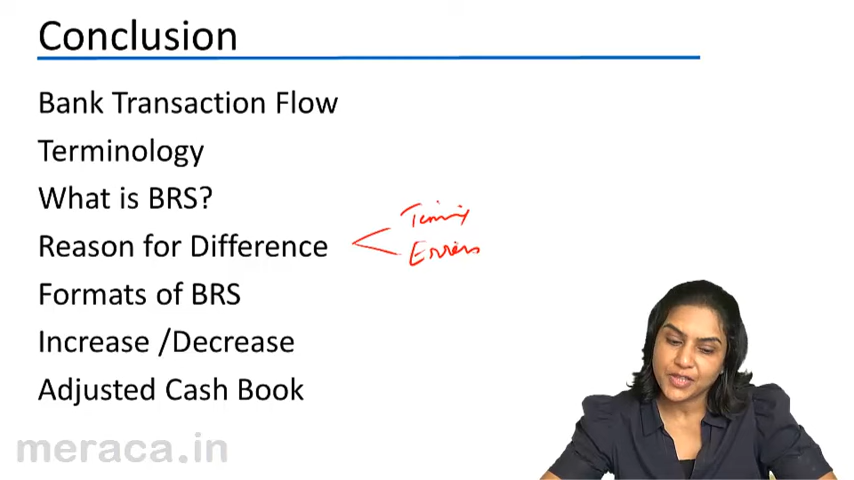 Conclusion
Bank Transaction Flow
Terminology
What is BRS?
Reason for Difference
Timing
Errors
Formats of BRS
Increase /Decrease
Adjusted Cash Book
meraca.in